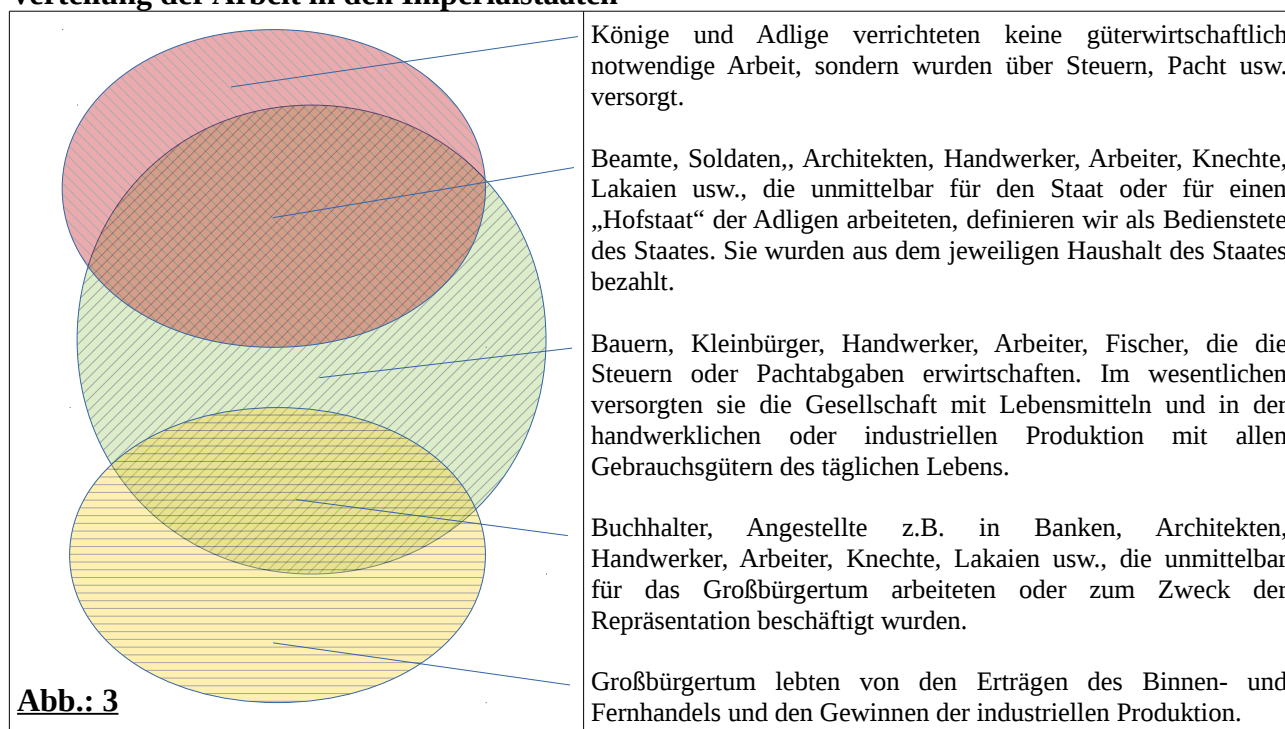 Verteilung der Arbeit in den Imperialstaaten
Könige und Adlige verrichteten keine güterwirtschaftlich
notwendige Arbeit, sondern wurden über Steuern, Pacht usw.
versorgt.
Beamte, Soldaten,, Architekten, Handwerker, Arbeiter, Knechte,
Lakaien usw., die unmittelbar für den Staat oder für einen
„Hofstaat“ der Adligen arbeiteten, definieren wir als Bedienstete
des Staates. Sie wurden aus dem jeweiligen Haushalt des Staates
bezahlt.
Bauern, Kleinbürger, Handwerker, Arbeiter, Fischer, die die
Steuern oder Pachtabgaben erwirtschaften. Im wesentlichen
versorgten sie die Gesellschaft mit Lebensmitteln und in der
handwerklichen oder industriellen Produktion mit allen
Gebrauchsgütern des täglichen Lebens.
Buchhalter, Angestellte z.B. in Banken, Architekten,
Handwerker, Arbeiter, Knechte, Lakaien usw., die unmittelbar
für das Großbürgertum arbeiteten oder zum Zweck der
Repräsentation beschäftigt wurden.
Großbürgertum lebten von den Erträgen des Binnen- und
Fernhandels und den Gewinnen der industriellen Produktion.
Abb.: 3